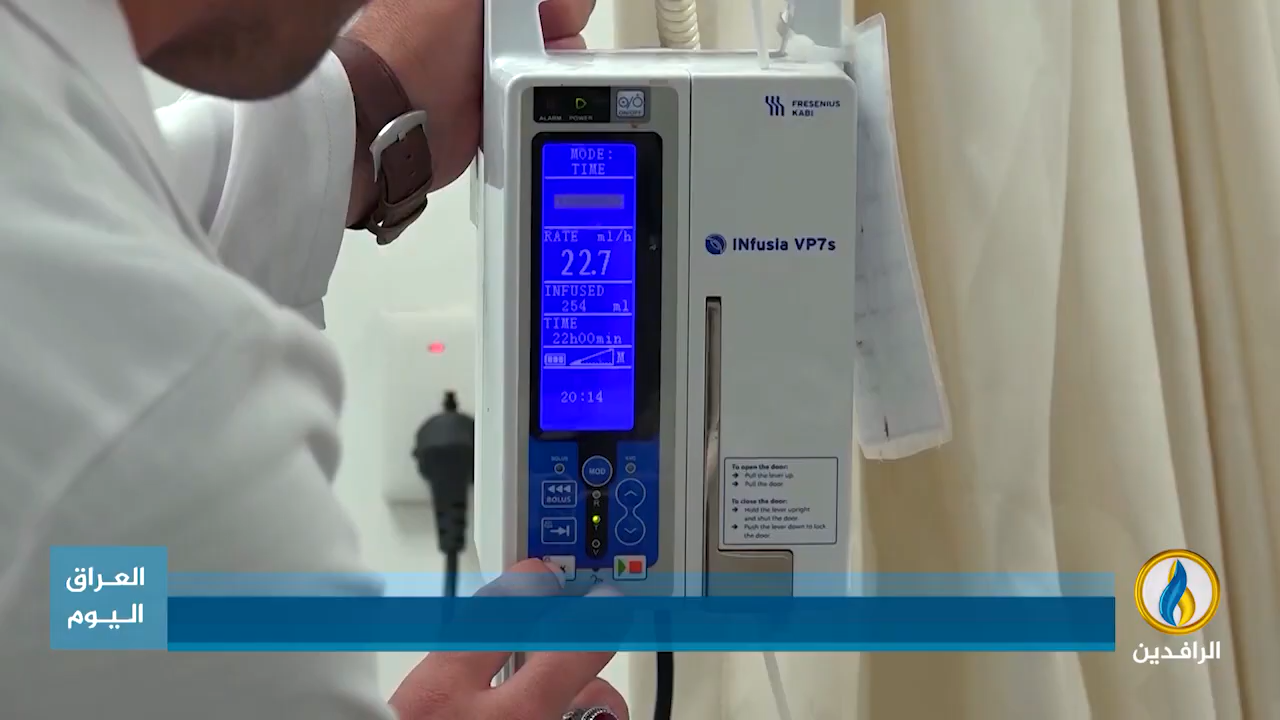 ALARM POWER
ON/OFF
FRESENIUS
KABI
MODE:
TIME
RATE ml/h
22.7
INFUSED
254 ml
TIME
22h00min
M
20:14
INfusia VP7s
MOD
BOLUS
R
T
V
To open the door:
→ Pull the lever up
→ Pull the door
To close the door:
→ Hold the lever upright
and shut the door
→ Push the lever down to lock
the door
العراق
اليوم
الرافدين